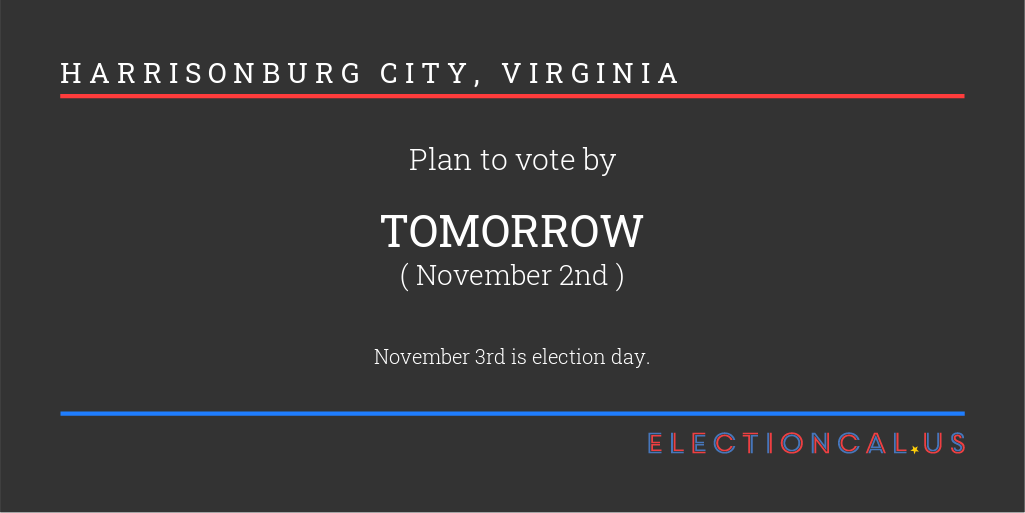 HARRISONBURG CITY, VIRGINIA
Plan to vote by
TOMORROW
( November 2nd )
November 3rd is election day.
ELECTIONCAL.US